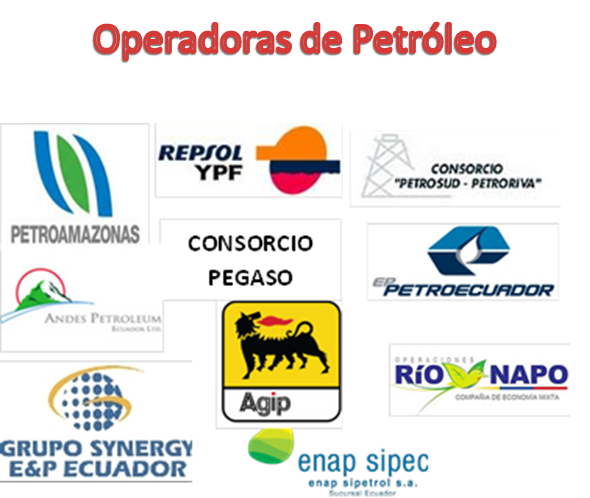 Operadoras de Petróleo
PETROAMAZONAS
REPSOL
YPF
CONSORCIO
"PETROSUD - PETRORIVA"
CONSORCIO
PEGASO
EP
PETROECUADOR
ANDES PETROLEUM
ECUADOR LTD.
Agip
OPERACIONES
RÍO NAPO
COMPAÑIA DE ECONOMÍA MIXTA
GRUPO SYNERGY
E&P ECUADOR
enap sipec
enap sipetrol s.a.
Sucursal Ecuador